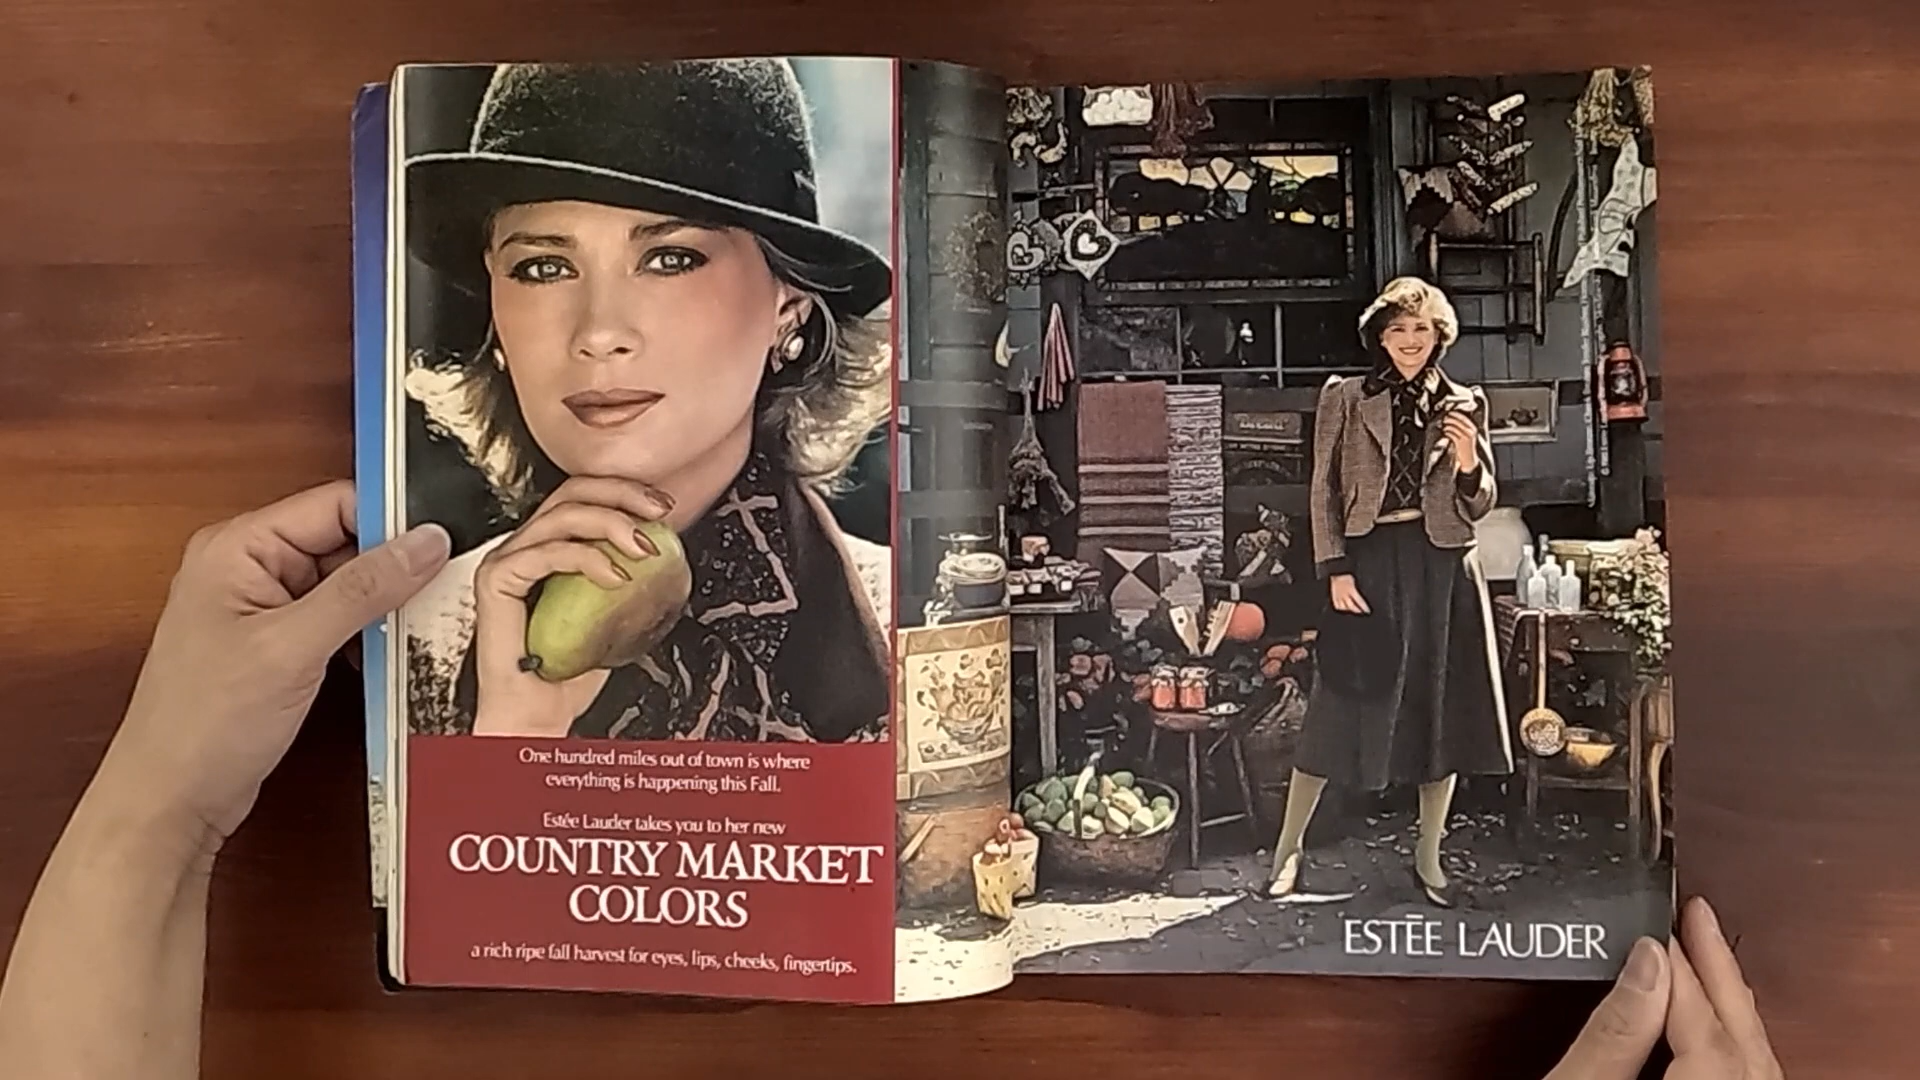 One hundred miles out of town is where
everything is happening this Fall.
Estée Lauder takes you to her new
COUNTRY MARKET
COLORS
a rich ripe fall harvest for eyes, lips, cheeks, fingertips.
ESTĒE LAUDER